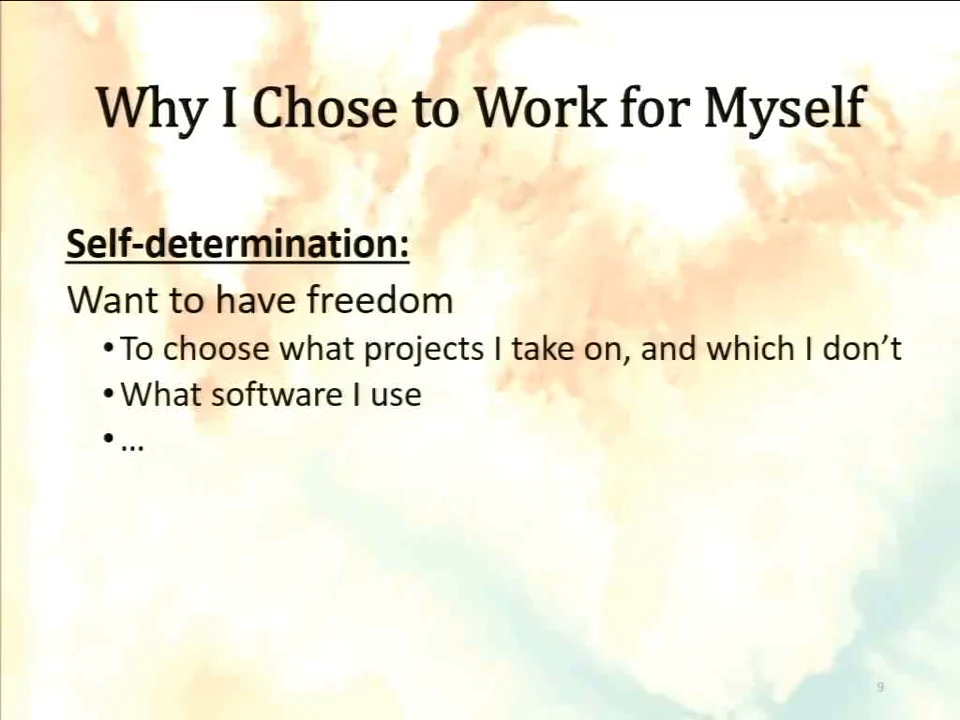 Why I Chose to Work for Myself
Self-determination:
Want to have freedom
•To choose what projects I take on, and which I don’t
•What software I use
•…
9